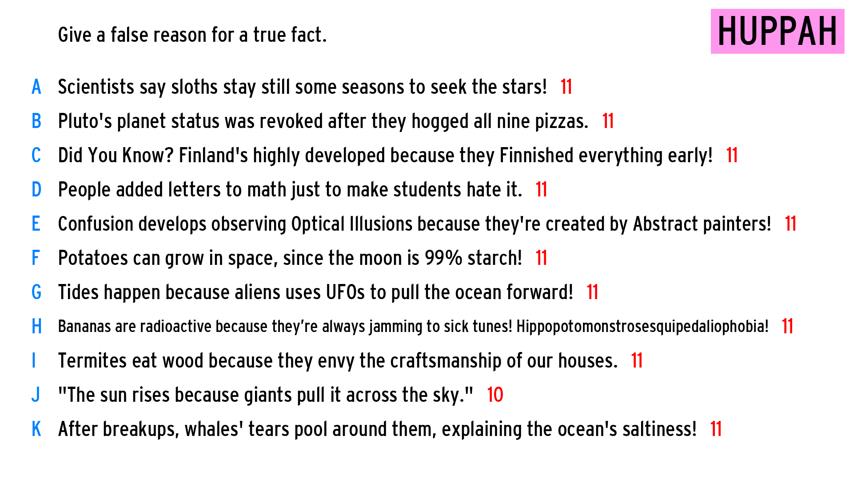 Give a false reason for a true fact.
HUPPAH
A Scientists say sloths stay still some seasons to seek the stars! 11
B Pluto's planet status was revoked after they hogged all nine pizzas. 11
C Did You Know? Finland's highly developed because they Finnished everything early! 11
D People added letters to math just to make students hate it. 11
E Confusion develops observing Optical Illusions because they're created by Abstract painters! 11
F Potatoes can grow in space, since the moon is 99% starch! 11
G Tides happen because aliens uses UFOs to pull the ocean forward! 11
H Bananas are radioactive because they’re always jamming to sick tunes! Hippopotomonstrosesquipedaliophobia! 11
I Termites eat wood because they envy the craftsmanship of our houses. 11
J "The sun rises because giants pull it across the sky." 10
K After breakups, whales' tears pool around them, explaining the ocean's saltiness! 11